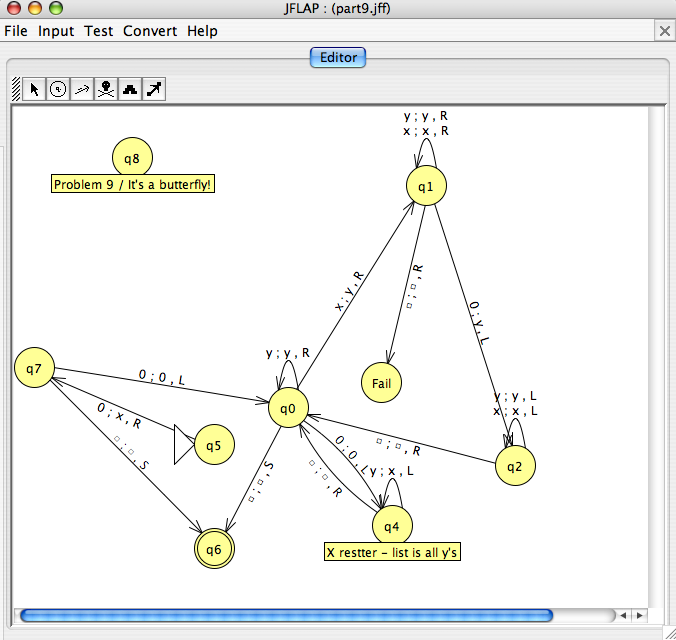 JFLAP : (part9.jff)
File Input Test Convert Help
Editor
q8
Problem 9 / It's a butterfly!
y ; y , R
x ; x , R
q1
x ; y , R
□ ; □ , R
0 ; y , L
Fail
q7
0 ; 0 , L
y ; y , R
q0
0 ; x , R
q5
□ ; □ , S
□ ; □ , S
q6
0 ; 0 , L
□ ; □ , R
y ; x , L
q4
X restter - list is all y's
□ ; □ , R
y ; y , L
x ; x , L
q2